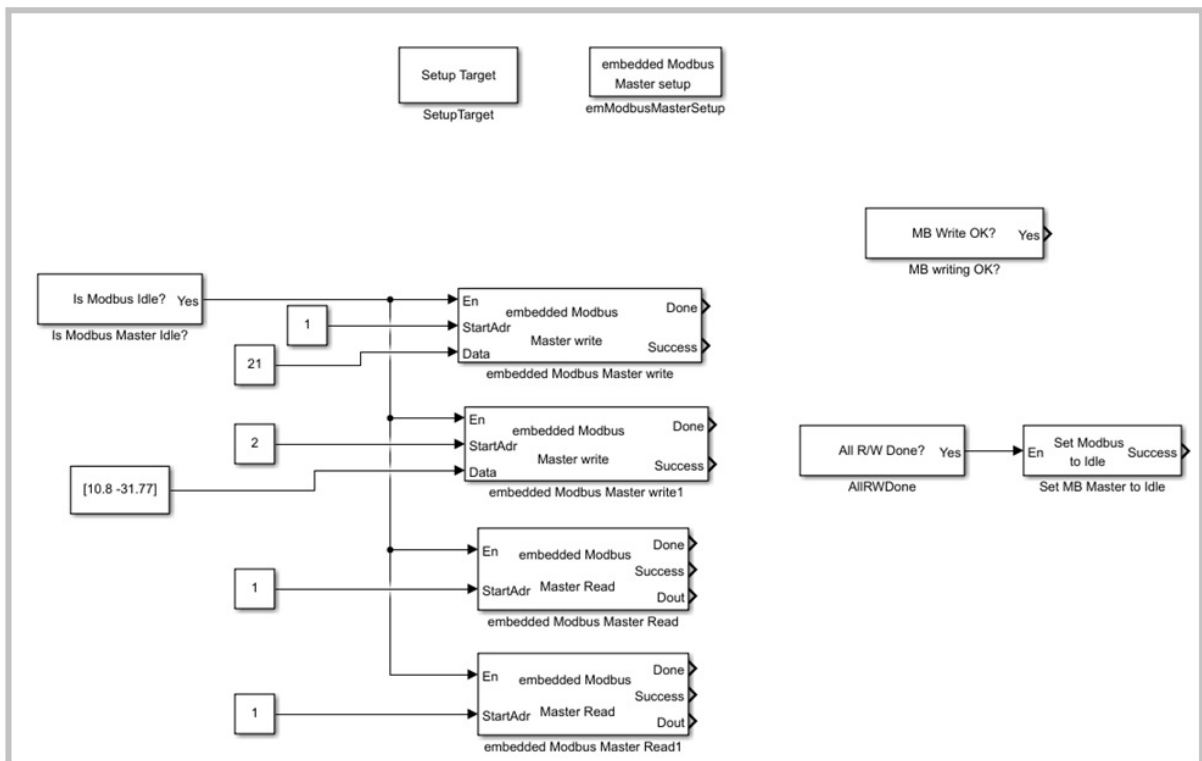 Setup Target
SetupTarget
embedded Modbus
Master setup
emModbusMasterSetup
MB Write OK? Yes
MB writing OK?
Is Modbus Idle? Yes
Is Modbus Master Idle?
1
21
En
StartAdr
Data
embedded Modbus
Master write
Done
Success
embedded Modbus Master write
2
[10.8 -31.77]
En
StartAdr
Data
embedded Modbus
Master write
Done
Success
embedded Modbus Master write1
All R/W Done? Yes
AllRWDone
En
Set Modbus
to Idle
Success
Set MB Master to Idle
1
En
StartAdr
embedded Modbus
Master Read
Done
Success
Dout
embedded Modbus Master Read
1
En
StartAdr
embedded Modbus
Master Read
Done
Success
Dout
embedded Modbus Master Read1